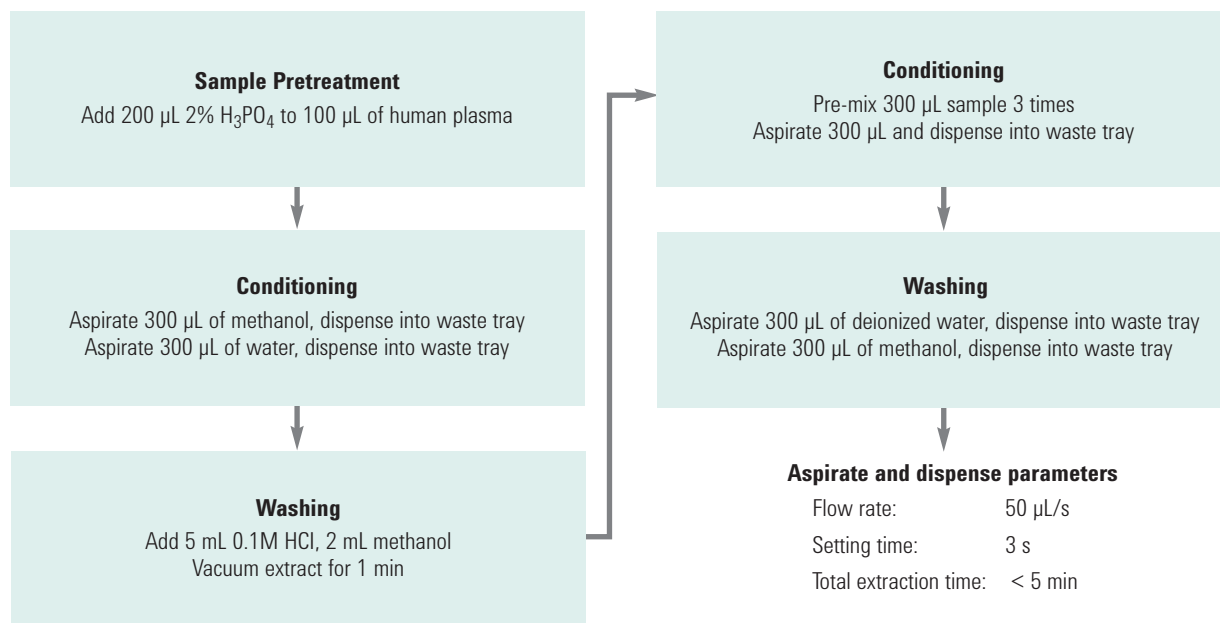 Sample Pretreatment
Add 200 µL 2% H₃PO₄ to 100 µL of human plasma
Conditioning
Aspirate 300 µL of methanol, dispense into waste tray
Aspirate 300 µL of water, dispense into waste tray
Washing
Add 5 mL 0.1M HCl, 2 mL methanol
Vacuum extract for 1 min
Conditioning
Pre-mix 300 µL sample 3 times
Aspirate 300 µL and dispense into waste tray
Washing
Aspirate 300 µL of deionized water, dispense into waste tray
Aspirate 300 µL of methanol, dispense into waste tray
Aspirate and dispense parameters
Flow rate: 50 µL/s
Setting time: 3 s
Total extraction time: < 5 min